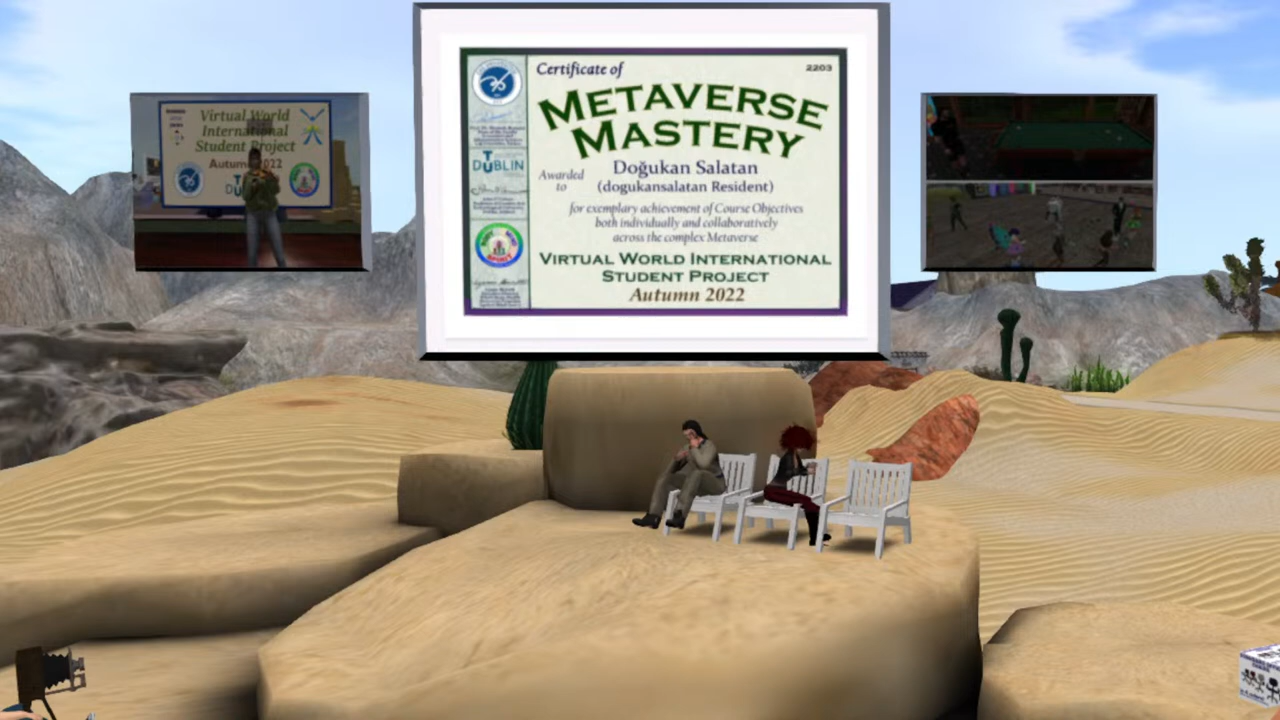 Virtual World
International
Student Project
Autumn 2022
Certificate of
2203
METAVERSE
MASTERY
Awarded
to
Doğukan Salatan
(dogukansalatan Resident)
for exemplary achievement of Course Objectives
both individually and collaboratively
across the complex Metaverse
VIRTUAL WORLD INTERNATIONAL
STUDENT PROJECT
Autumn 2022
DUBLIN